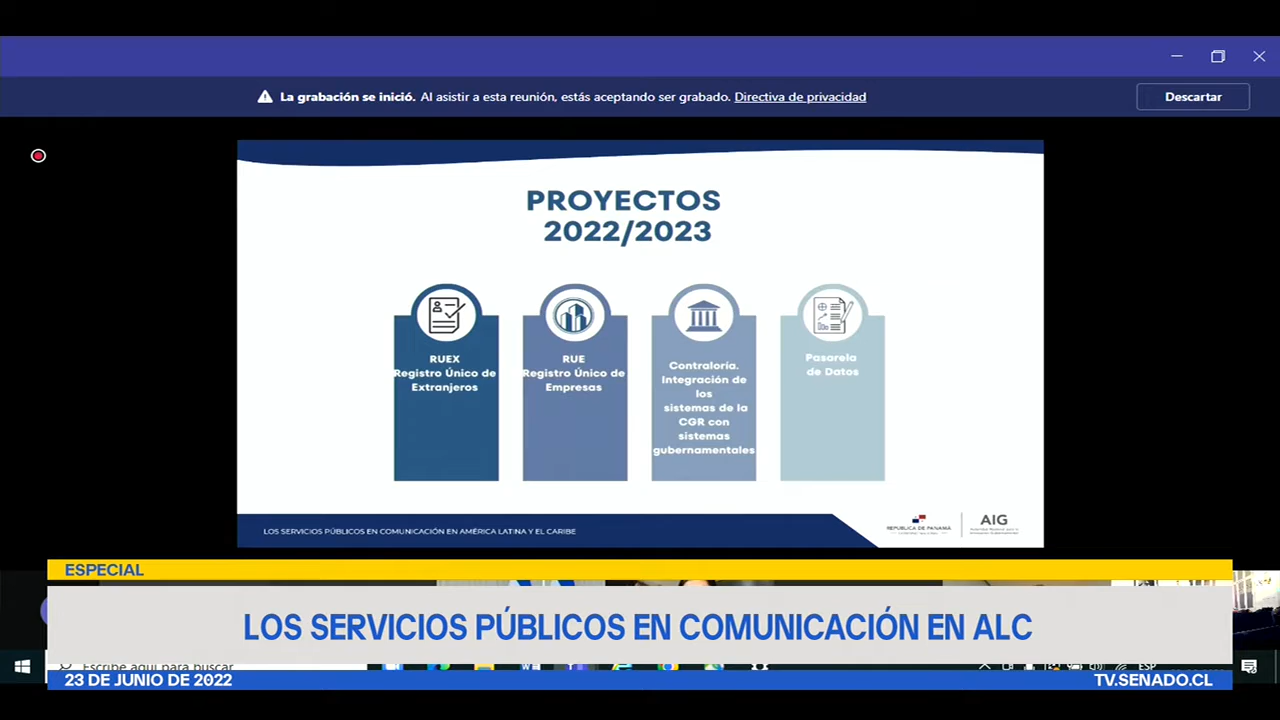 La grabación se inició. Al asistir a esta reunión, estás aceptando ser grabado. Directiva de privacidad
Descartar
PROYECTOS
2022/2023
RUEX
Registro Único de
Extranjeros
RUE
Registro Único de
Empresas
Contraloría.
Integración de
los
sistemas de la
CGR con
sistemas
gubernamentales
Pasarela
de Datos
LOS SERVICIOS PÚBLICOS EN COMUNICACIÓN EN AMÉRICA LATINA Y EL CARIBE
REPÚBLICA DE PANAMÁ
AIG
ESPECIAL
LOS SERVICIOS PÚBLICOS EN COMUNICACIÓN EN ALC
Escribe aquí para buscar
ESP
23 DE JUNIO DE 2022
TV.SENADO.CL